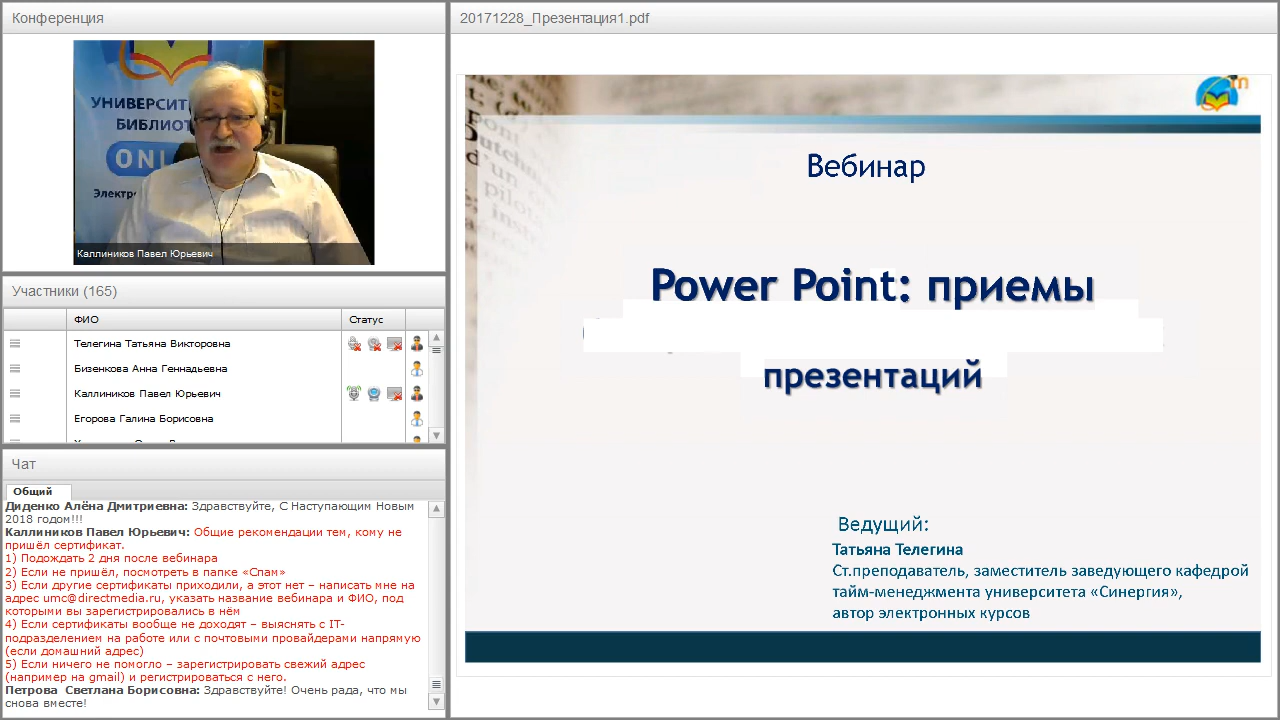 Конференция
УНИВЕРСИТ
БИБЛИОТ
ONL
Электро
Каллиников Павел Юрьевич
Участники (165)
ФИО Статус
Телегина Татьяна Викторовна
Бизенкова Анна Геннадьевна
Каллиников Павел Юрьевич
Егорова Галина Борисовна
Чат
Общий
Диденко Алёна Дмитриевна: Здравствуйте, С Наступающим Новым
2018 годом!!!
Каллиников Павел Юрьевич: Общие рекомендации тем, кому не
пришёл сертификат.
1) Подождать 2 дня после вебинара
2) Если не пришёл, посмотреть в папке «Спам»
3) Если другие сертификаты приходили, а этот нет – написать мне на
адрес umc@directmedia.ru, указать название вебинара и ФИО, под
которыми вы зарегистрировались в нём
4) Если сертификаты вообще не доходят – выяснять с IT-
подразделением на работе или с почтовыми провайдерами напрямую
(если домашний адрес)
5) Если ничего не помогло – зарегистрировать свежий адрес
(например на gmail) и регистрироваться с него.
Петрова Светлана Борисовна: Здравствуйте! Очень рада, что мы
снова вместе!
20171228_Презентация1.pdf
Вебинар
Power Point: приемы
презентаций
Ведущий:
Татьяна Телегина
Ст.преподаватель, заместитель заведующего кафедрой
тайм-менеджмента университета «Синергия»,
автор электронных курсов